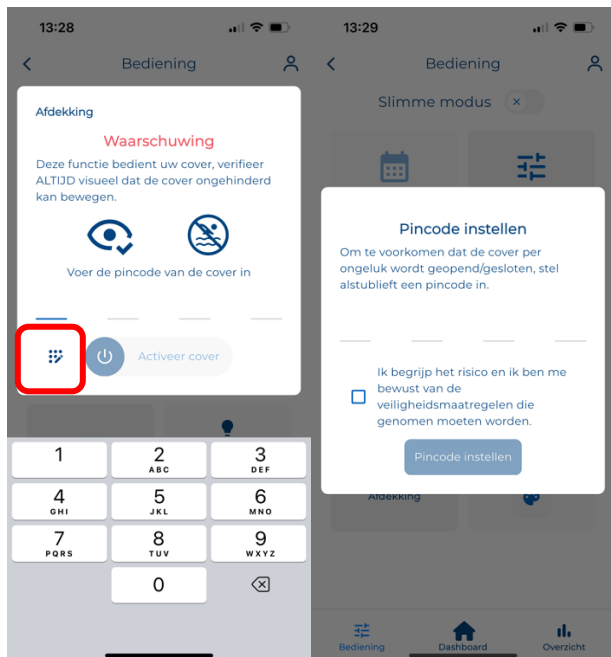 13:28
Bediening
Afdekking
Waarschuwing
Deze functie bedient uw cover, verifieer
ALTIJD visueel dat de cover ongehinderd
kan bewegen.
Voer de pincode van de cover in
Activeer cover
1
2
ABC
3
DEF
4
GHI
5
JKL
6
MNO
7
PQRS
8
TUV
9
WXYZ
0
13:29
Bediening
Slimme modus
Pincode instellen
Om te voorkomen dat de cover per
ongeluk wordt geopend/gesloten, stel
alstublieft een pincode in.
Ik begrijp het risico en ik ben me
bewust van de
veiligheidsmaatregelen die
genomen moeten worden.
Pincode instellen
Afdekking
Bediening
Dashboard
Overzicht